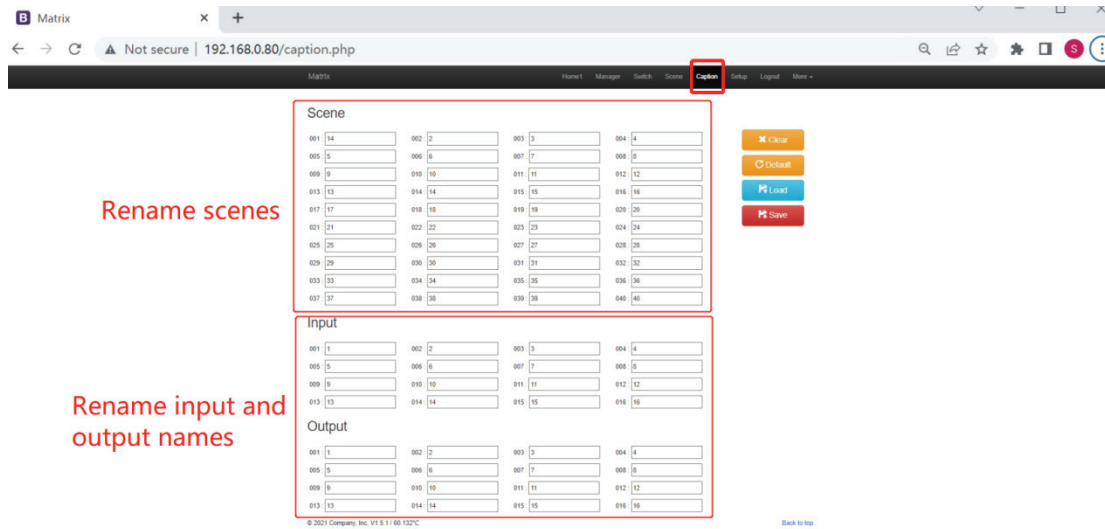 B Matrix
Not secure | 192.168.0.80/caption.php
S
Matrix Home1 Manager Switch Scene Caption Setup Logout More
Scene
001 : 14 002 : 2 003 : 3 004 : 4
005 : 5 006 : 6 007 : 7 008 : 8
009 : 9 010 : 10 011 : 11 012 : 12
013 : 13 014 : 14 015 : 15 016 : 16
017 : 17 018 : 18 019 : 19 020 : 20
021 : 21 022 : 22 023 : 23 024 : 24
025 : 25 026 : 26 027 : 27 028 : 28
029 : 29 030 : 30 031 : 31 032 : 32
033 : 33 034 : 34 035 : 35 036 : 36
037 : 37 038 : 38 039 : 39 040 : 40
Clear
Default
Load
Save
Rename scenes
Input
001 : 1 002 : 2 003 : 3 004 : 4
005 : 5 006 : 6 007 : 7 008 : 8
009 : 9 010 : 10 011 : 11 012 : 12
013 : 13 014 : 14 015 : 15 016 : 16
Rename input and
output names
Output
001 : 1 002 : 2 003 : 3 004 : 4
005 : 5 006 : 6 007 : 7 008 : 8
009 : 9 010 : 10 011 : 11 012 : 12
013 : 13 014 : 14 015 : 15 016 : 16
© 2021 Company, Inc. V1.5.1 / 60.132°C Back to top